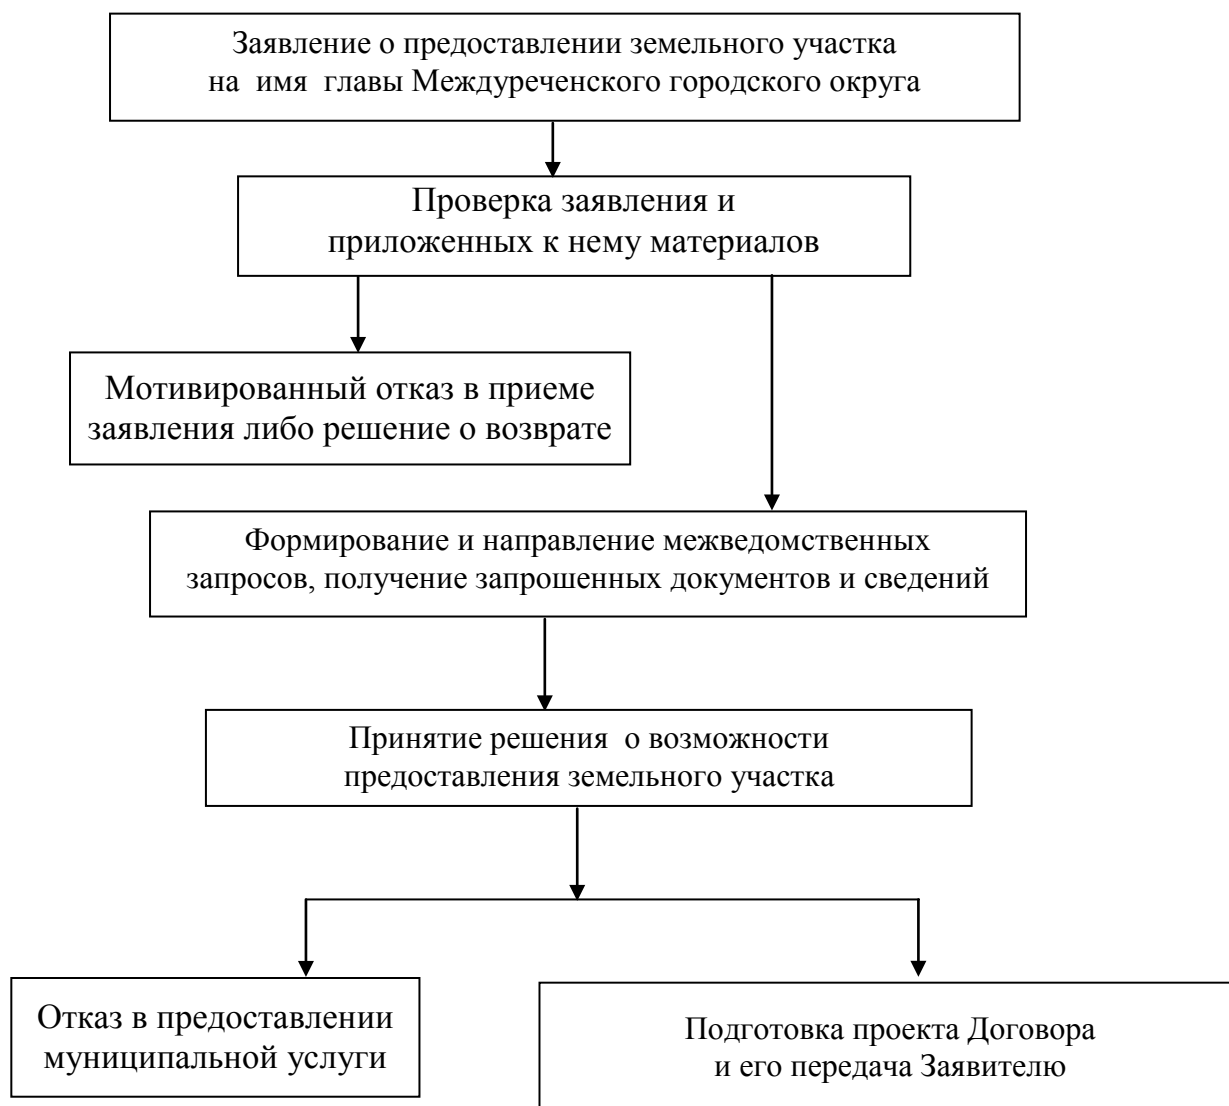 Заявление о предоставлении земельного участка
на имя главы Междуреченского городского округа
Проверка заявления и
приложенных к нему материалов
Мотивированный отказ в приеме
заявления либо решение о возврате
Формирование и направление межведомственных
запросов, получение запрошенных документов и сведений
Принятие решения о возможности
предоставления земельного участка
Отказ в предоставлении
муниципальной услуги
Подготовка проекта Договора
и его передача Заявителю